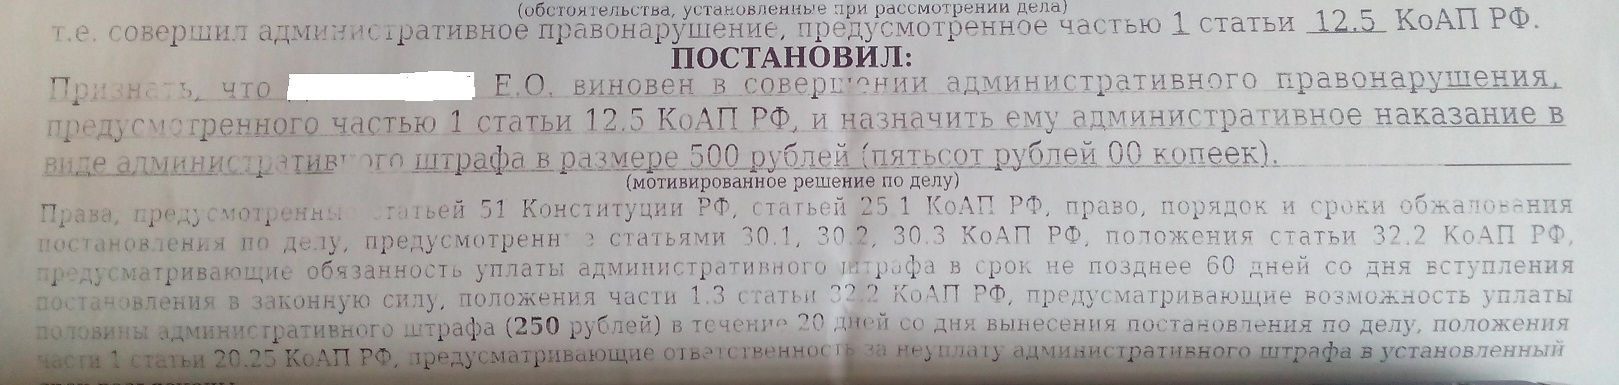 (обстоятельства, установленные при рассмотрении дела)
т.е. совершил административное правонарушение, предусмотренное частью 1 статьи 12.5 КоАП РФ.
ПОСТАНОВИЛ:
Признать, что Е.О. виновен в совершении административного правонарушения,
предусмотренного частью 1 статьи 12.5 КоАП РФ, и назначить ему административное наказание в
виде административного штрафа в размере 500 рублей (пятьсот рублей 00 копеек).
(мотивированное решение по делу)
Права, предусмотренные статьей 51 Конституции РФ, статьей 25.1 КоАП РФ, право, порядок и сроки обжалования
постановления по делу, предусмотренные статьями 30.1, 30.2, 30.3 КоАП РФ, положения статьи 32.2 КоАП РФ,
предусматривающие обязанность уплаты административного штрафа в срок не позднее 60 дней со дня вступления
постановления в законную силу, положения части 1.3 статьи 32.2 КоАП РФ, предусматривающие возможность уплаты
половины административного штрафа (250 рублей) в течение 20 дней со дня вынесения постановления по делу, положения
части 1 статьи 20.25 КоАП РФ, предусматривающие ответственность за неуплату административного штрафа в установленный